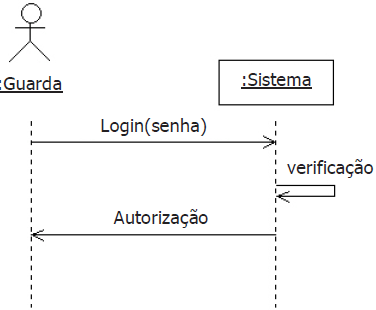 :Guarda
:Sistema
Login(senha)
verificação
Autorização